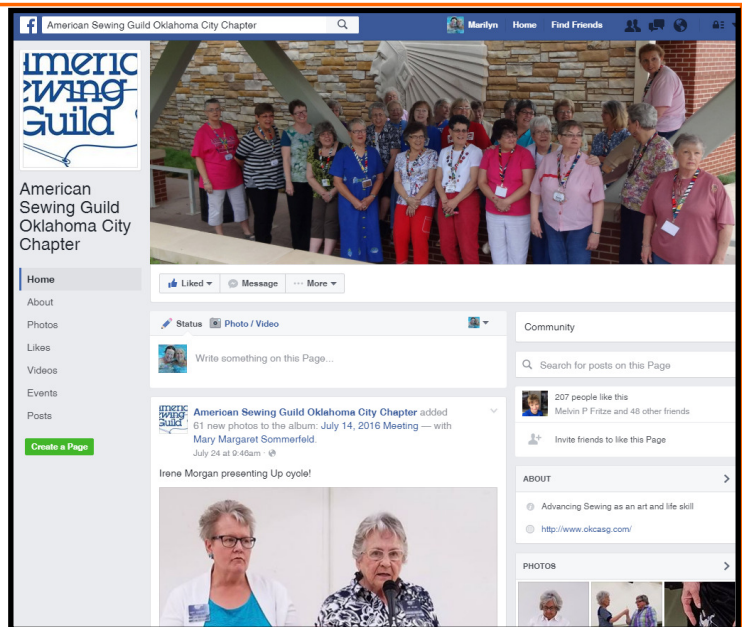 American Sewing Guild Oklahoma City Chapter
Marilyn Home Find Friends
American
Sewing
Guild
American
Sewing Guild
Oklahoma City
Chapter
Home
About
Photos
Likes
Videos
Events
Posts
Create a Page
Liked Message ··· More
Status Photo / Video
Write something on this Page...
American Sewing Guild Oklahoma City Chapter added
61 new photos to the album: July 14, 2016 Meeting — with
Mary Margaret Sommerfeld.
July 24 at 9:46am ·
Irene Morgan presenting Up cycle!
Community
Search for posts on this Page
207 people like this
Melvin P Fritze and 48 other friends
Invite friends to like this Page
ABOUT
Advancing Sewing as an art and life skill
http://www.okcasg.com/
PHOTOS